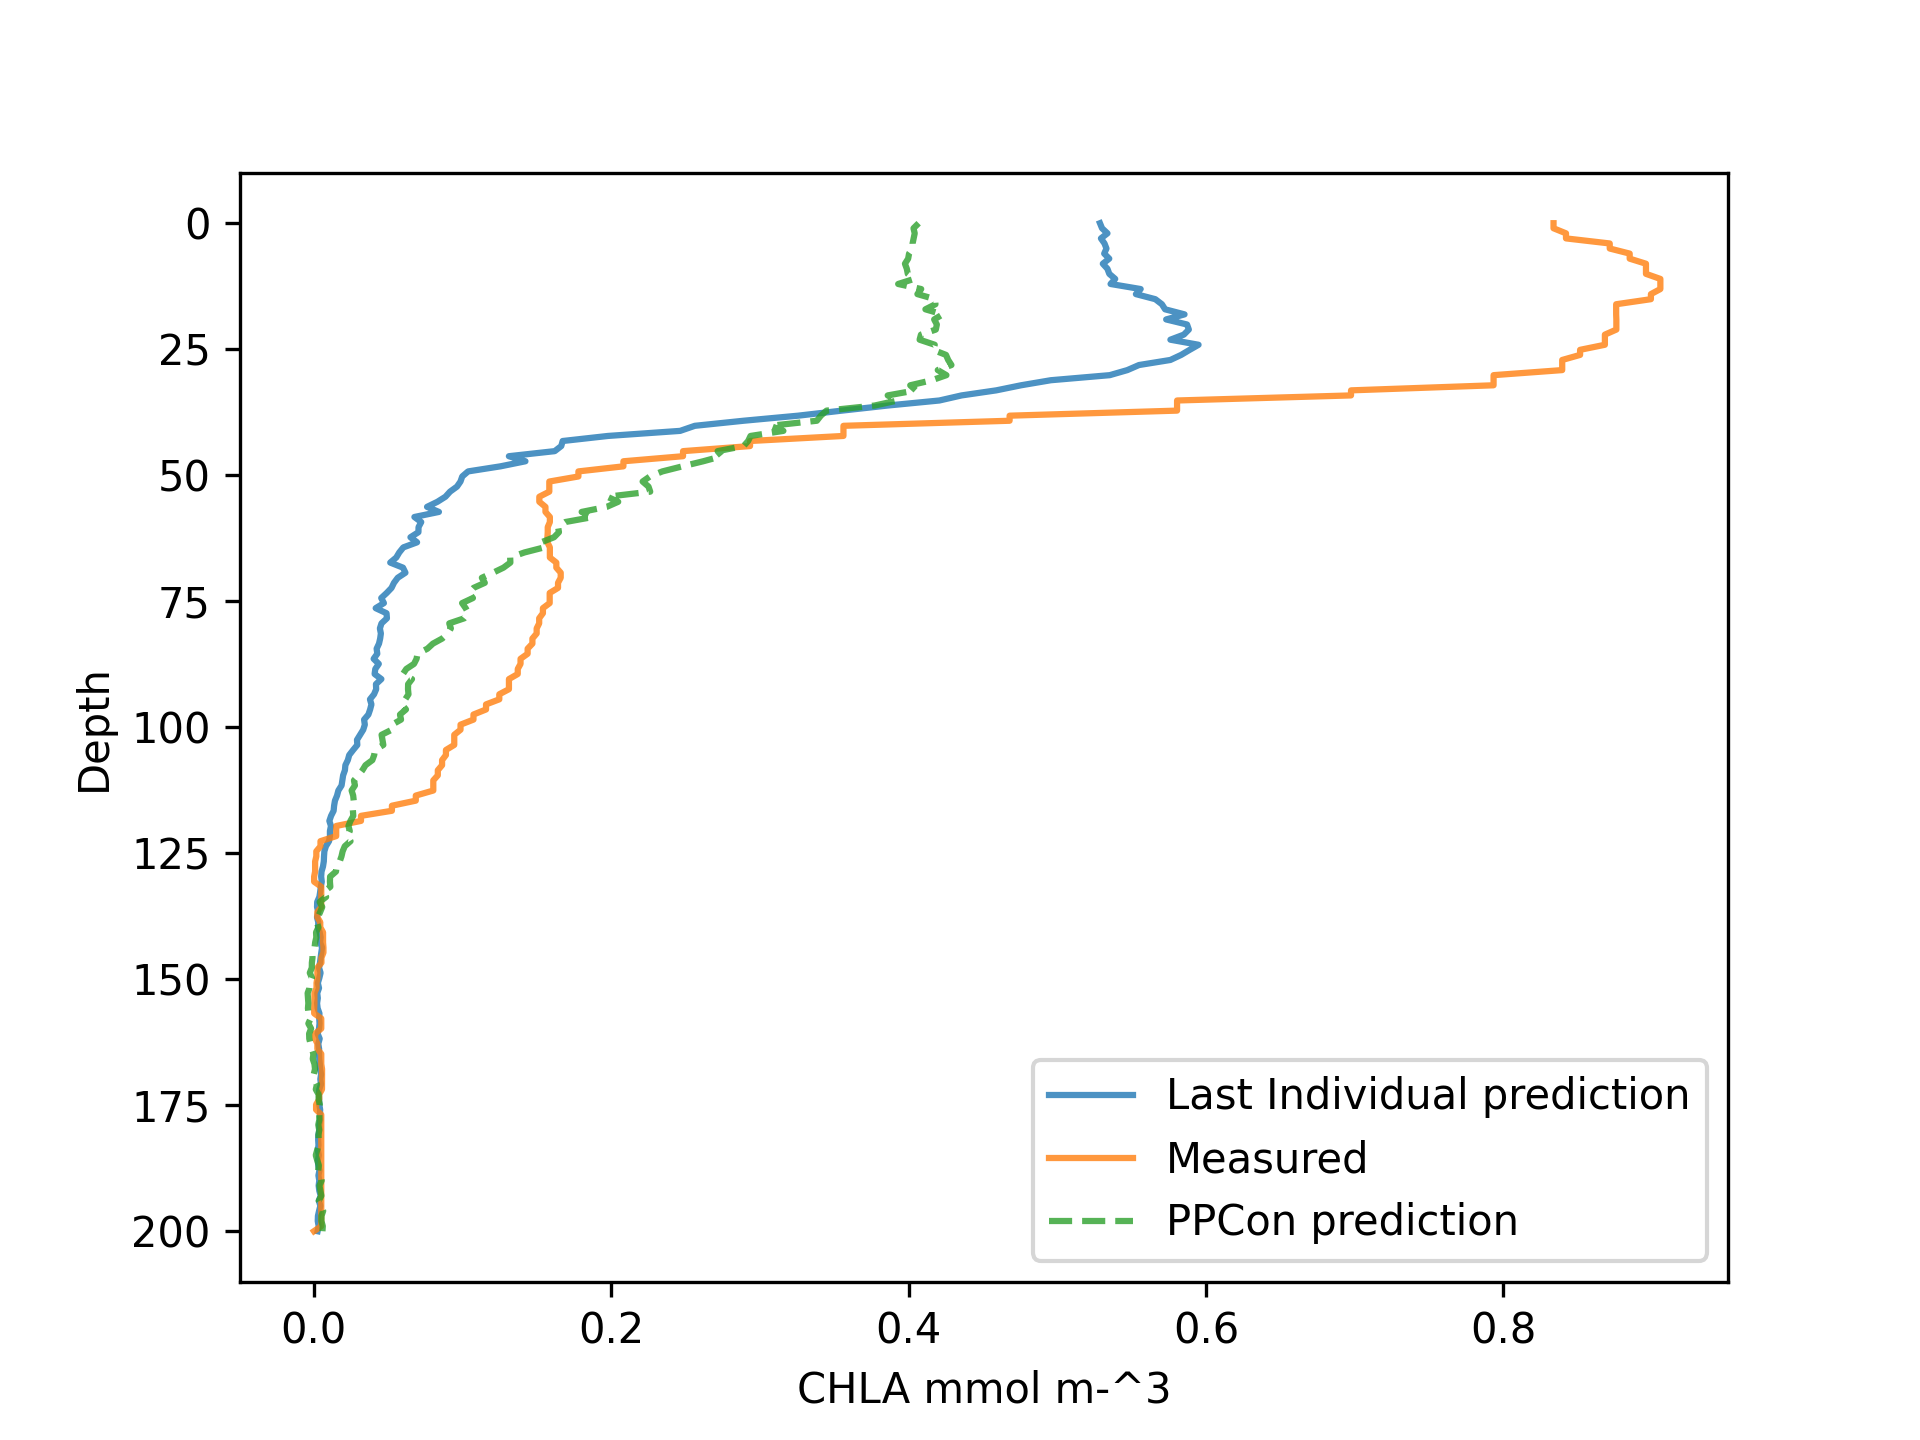 0
25
50
75
100
125
150
175
200
Depth
0.0 0.2 0.4 0.6 0.8
CHLA mmol m-^3
Last Individual prediction
Measured
PPCon prediction